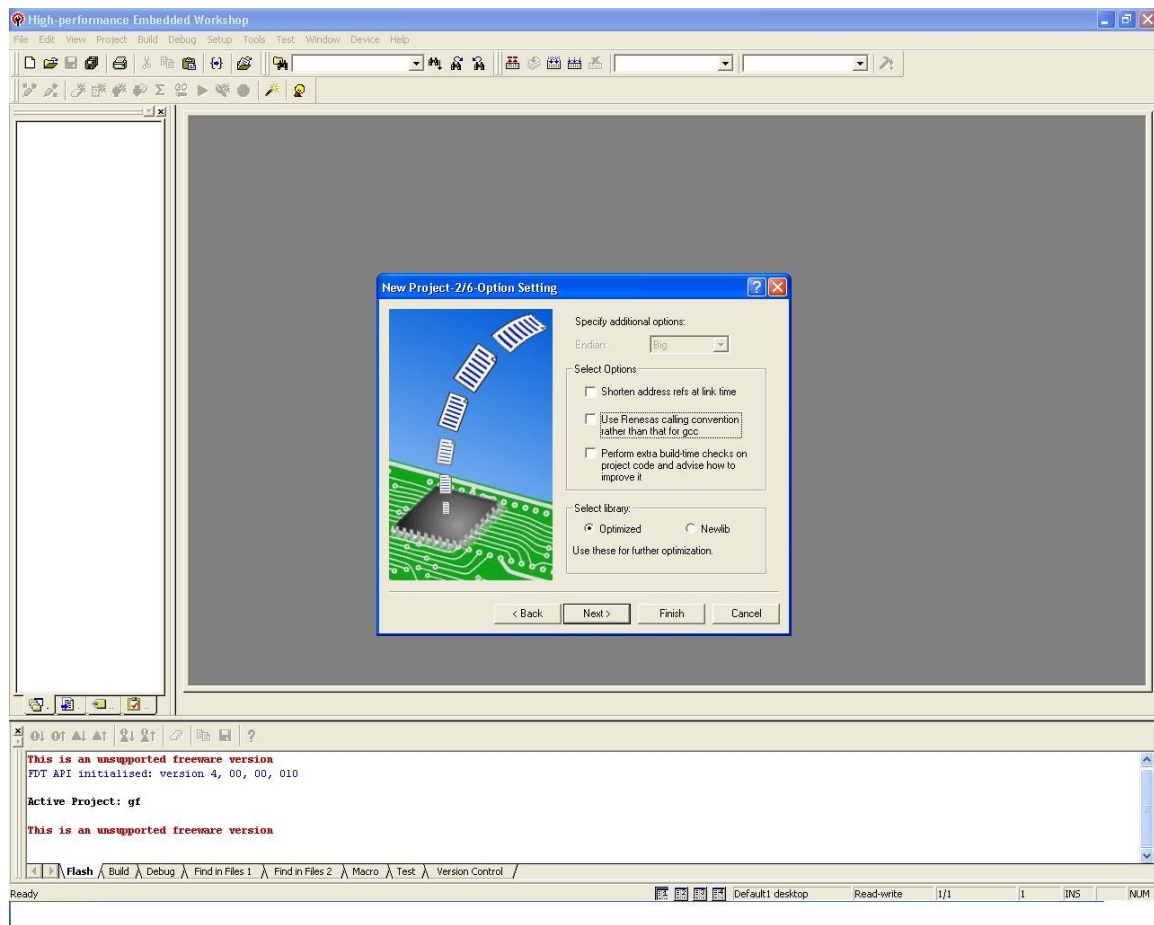 High-performance Embedded Workshop
File Edit View Project Build Debug Setup Tools Test Window Device Help
New Project-2/6-Option Setting
Specify additional options:
Endian: Big
Select Options
Shorten address refs at link time
Use Renesas calling convention
rather than that for gcc
Perform extra build-time checks on
project code and advise how to
improve it
Select library:
Optimized Newlib
Use these for further optimization.
< Back Next > Finish Cancel
This is an unsupported freeware version
FDT API initialised: version 4, 00, 00, 010
Active Project: gf
This is an unsupported freeware version
Flash Build Debug Find in Files 1 Find in Files 2 Macro Test Version Control
Ready Default1 desktop Read-write 1/1 1 INS NUM